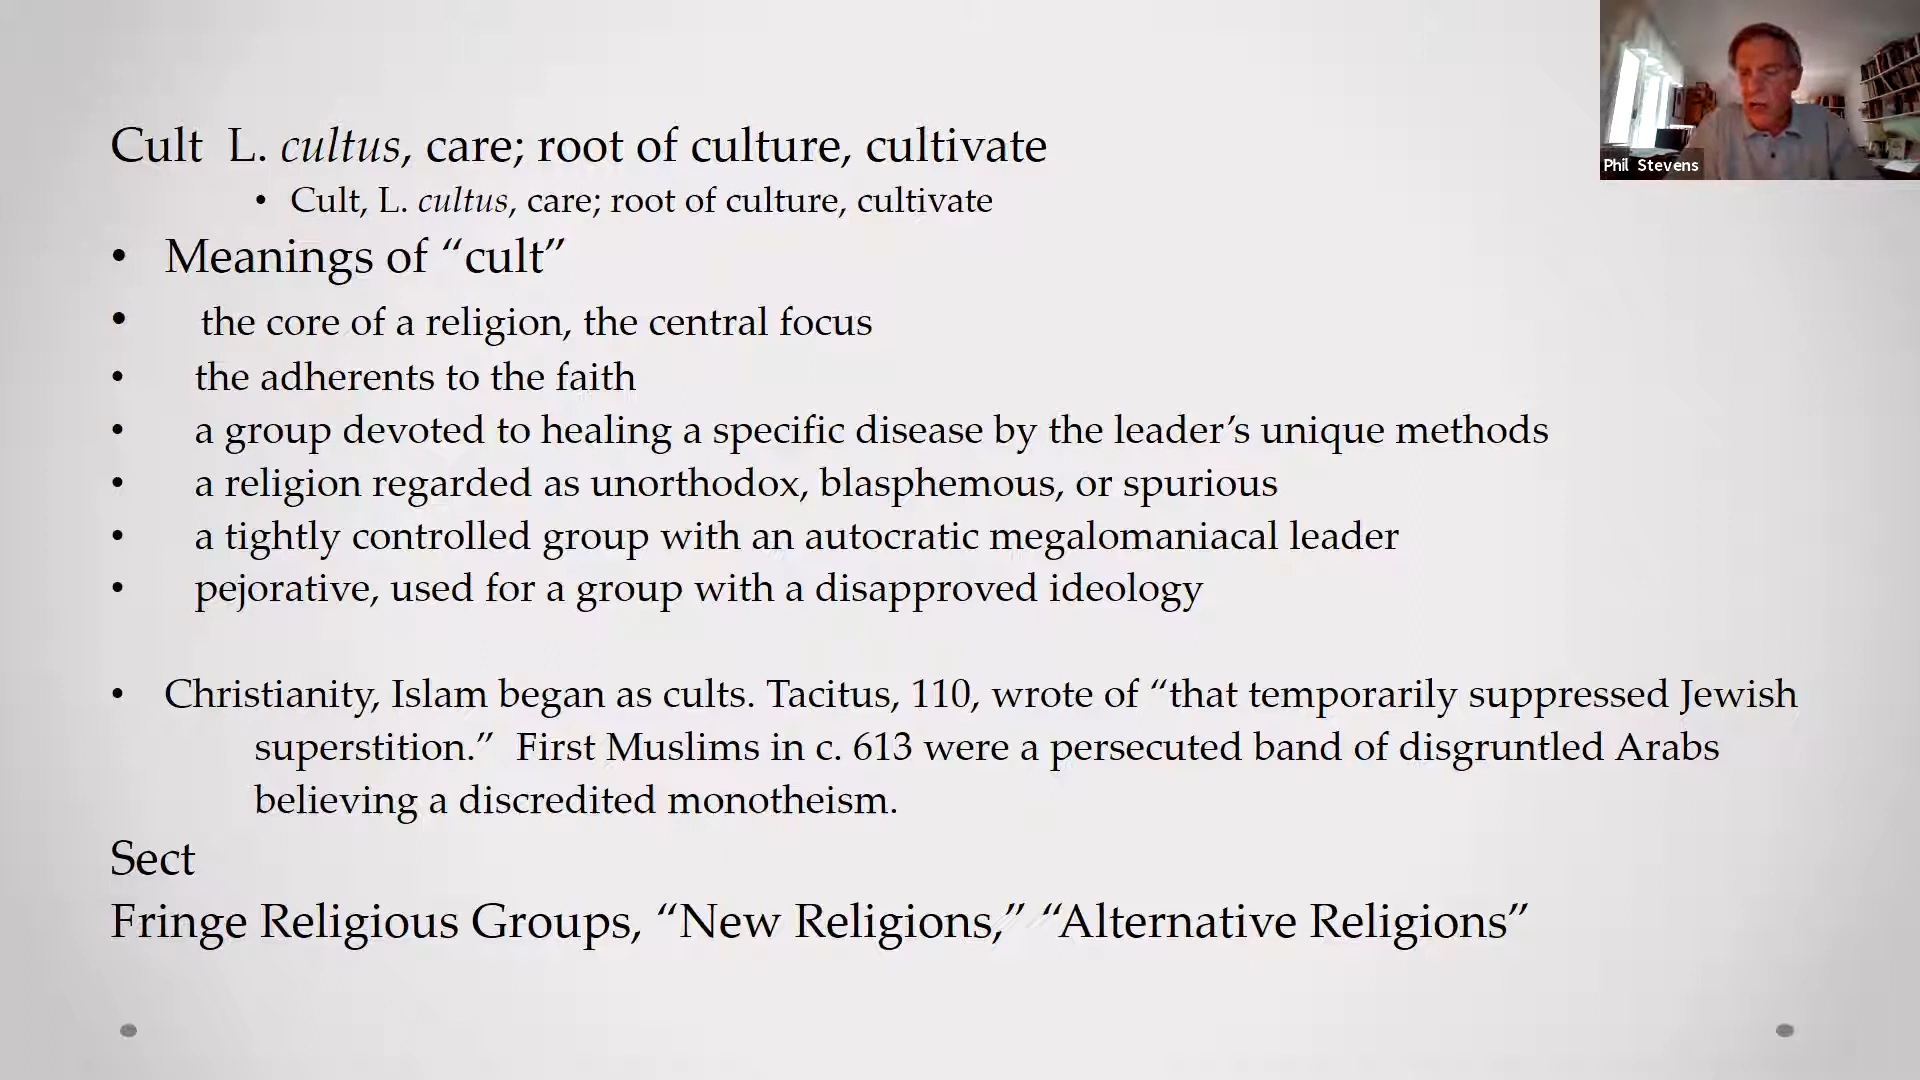 Cult L. cultus, care; root of culture, cultivate
• Cult, L. cultus, care; root of culture, cultivate
• Meanings of “cult”
• the core of a religion, the central focus
• the adherents to the faith
• a group devoted to healing a specific disease by the leader’s unique methods
• a religion regarded as unorthodox, blasphemous, or spurious
• a tightly controlled group with an autocratic megalomaniacal leader
• pejorative, used for a group with a disapproved ideology
• Christianity, Islam began as cults. Tacitus, 110, wrote of “that temporarily suppressed Jewish
superstition.” First Muslims in c. 613 were a persecuted band of disgruntled Arabs
believing a discredited monotheism.
Sect
Fringe Religious Groups, “New Religions,” “Alternative Religions”
Phil Stevens